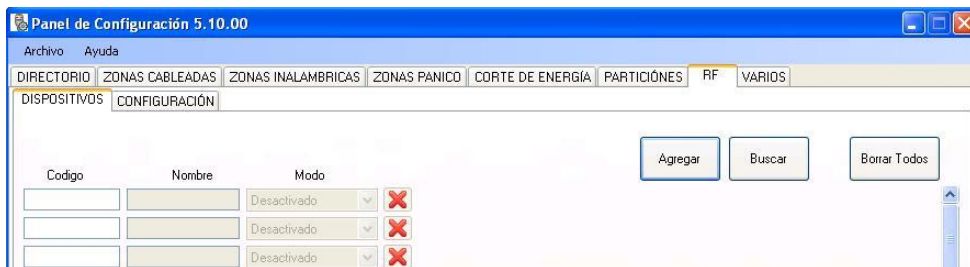 Panel de Configuración 5.10.00
Archivo Ayuda
DIRECTORIO ZONAS CABLEADAS ZONAS INALAMBRICAS ZONAS PANICO CORTE DE ENERGÍA PARTICIÓNES RF VARIOS
DISPOSITIVOS CONFIGURACIÓN
Agregar Buscar Borrar Todos
Codigo Nombre Modo
Desactivado
Desactivado
Desactivado